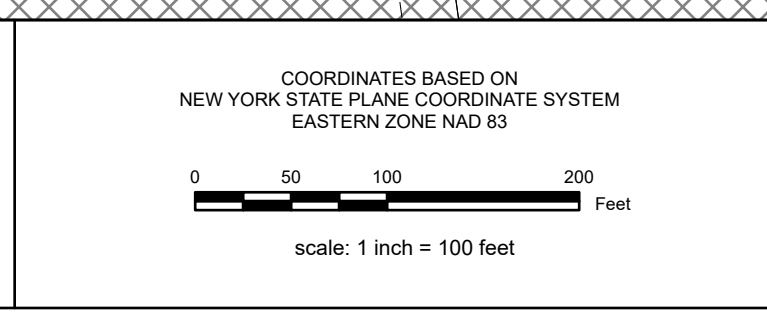 COORDINATES BASED ON
NEW YORK STATE PLANE COORDINATE SYSTEM
EASTERN ZONE NAD 83
0 50 100 200
Feet
scale: 1 inch = 100 feet